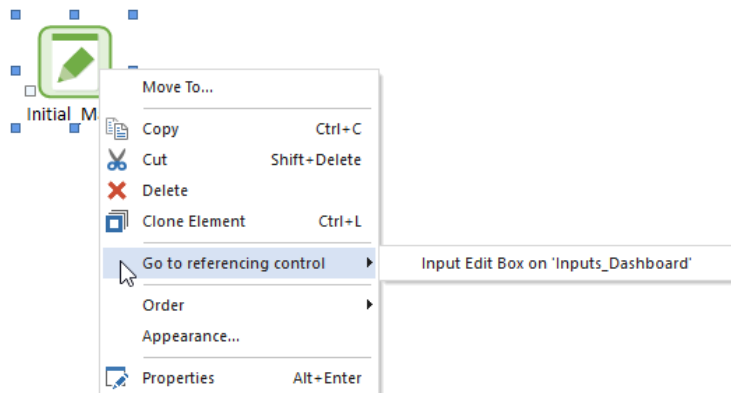 Move To...
Initial M
Copy Ctrl+C
Cut Shift+Delete
Delete
Clone Element Ctrl+L
Go to referencing control Input Edit Box on 'Inputs_Dashboard'
Order
Appearance...
Properties Alt+Enter